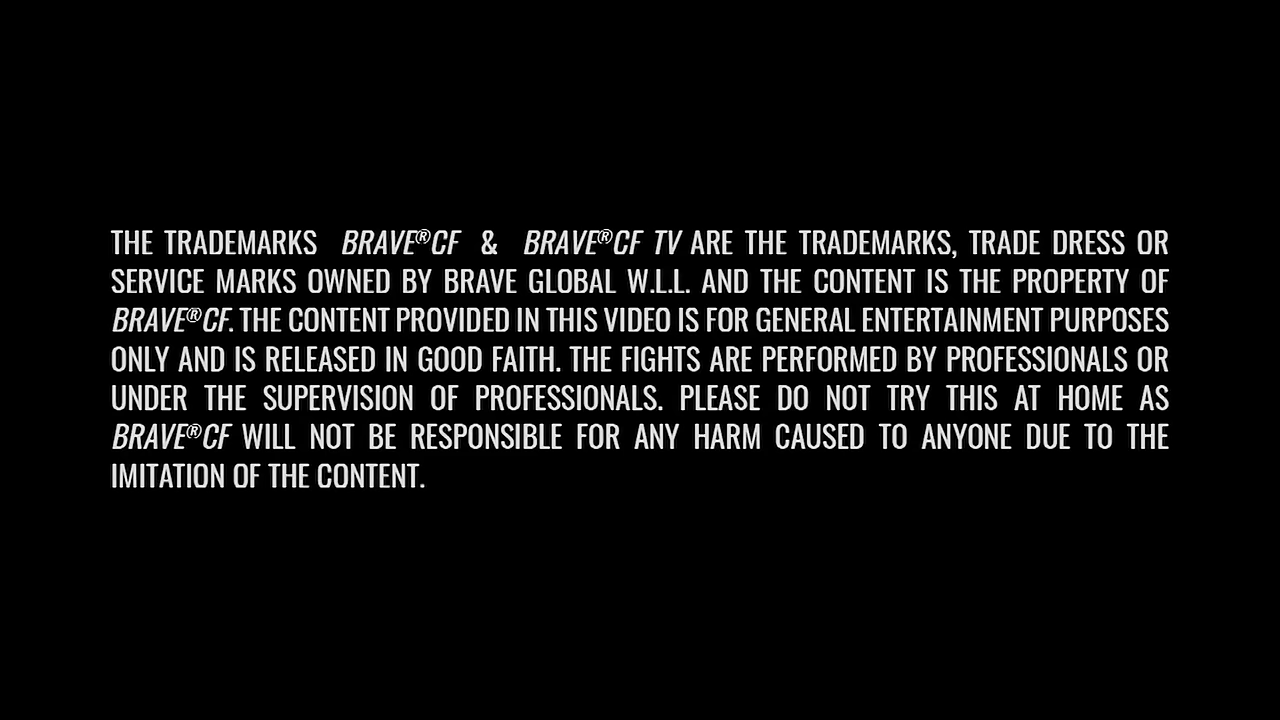 THE TRADEMARKS BRAVE®CF & BRAVE®CF TV ARE THE TRADEMARKS, TRADE DRESS OR
SERVICE MARKS OWNED BY BRAVE GLOBAL W.L.L. AND THE CONTENT IS THE PROPERTY OF
BRAVE®CF. THE CONTENT PROVIDED IN THIS VIDEO IS FOR GENERAL ENTERTAINMENT PURPOSES
ONLY AND IS RELEASED IN GOOD FAITH. THE FIGHTS ARE PERFORMED BY PROFESSIONALS OR
UNDER THE SUPERVISION OF PROFESSIONALS. PLEASE DO NOT TRY THIS AT HOME AS
BRAVE®CF WILL NOT BE RESPONSIBLE FOR ANY HARM CAUSED TO ANYONE DUE TO THE
IMITATION OF THE CONTENT.